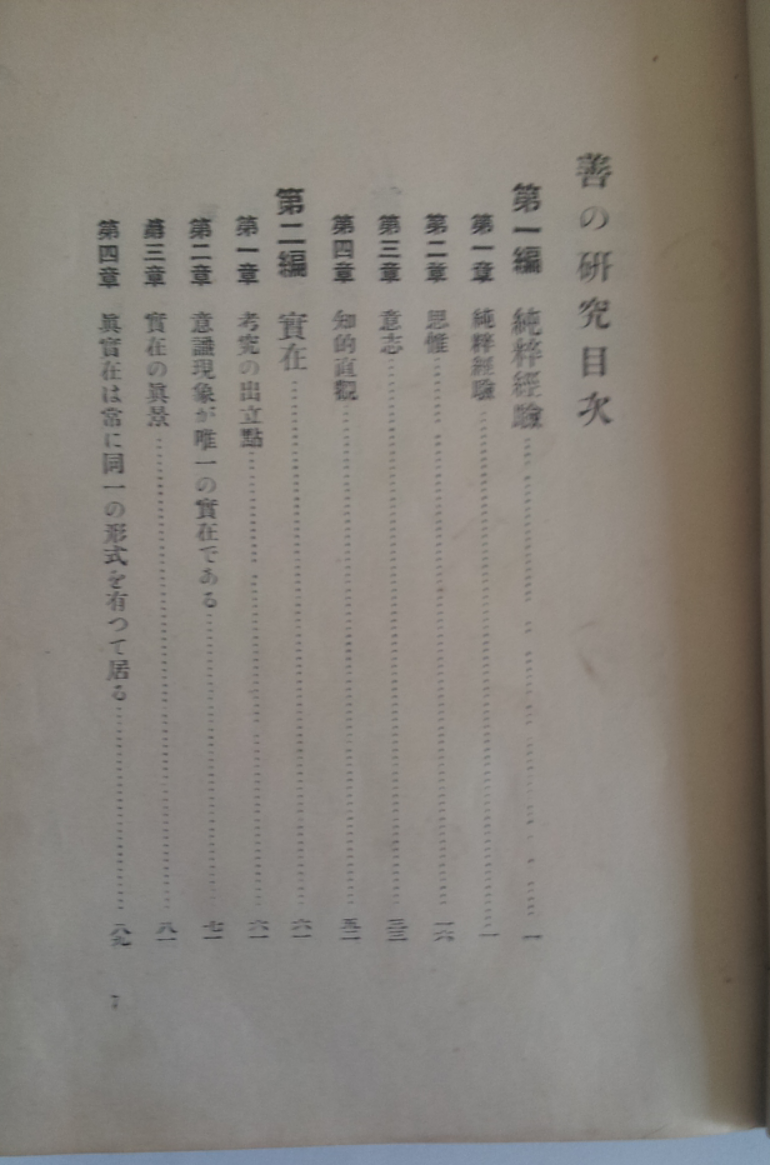 善の研究目次
第一編 純粹經驗……一
第一章 純粹經驗……一
第二章 思惟……一六
第三章 意志……三三
第四章 知的直觀……五二
第二編 實在……六一
第一章 考究の出立點……六一
第二章 意識現象が唯一の實在である……七一
第三章 實在の眞景……八一
第四章 眞實在は常に同一の形式を有つて居る……八九
7